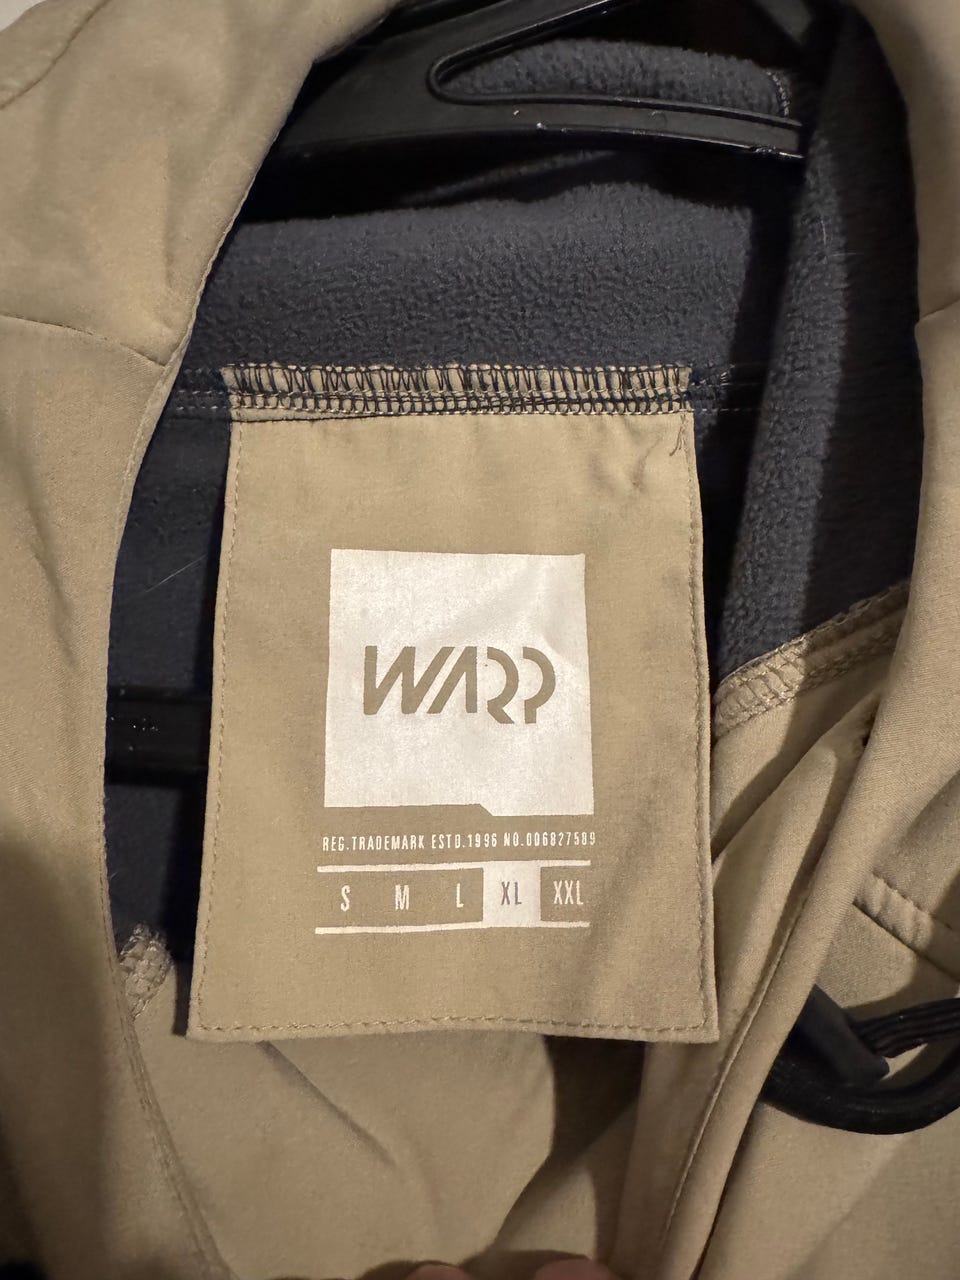 WARP
REG.TRADEMARK ESTD.1996 NO.006827589
S M L XL XXL